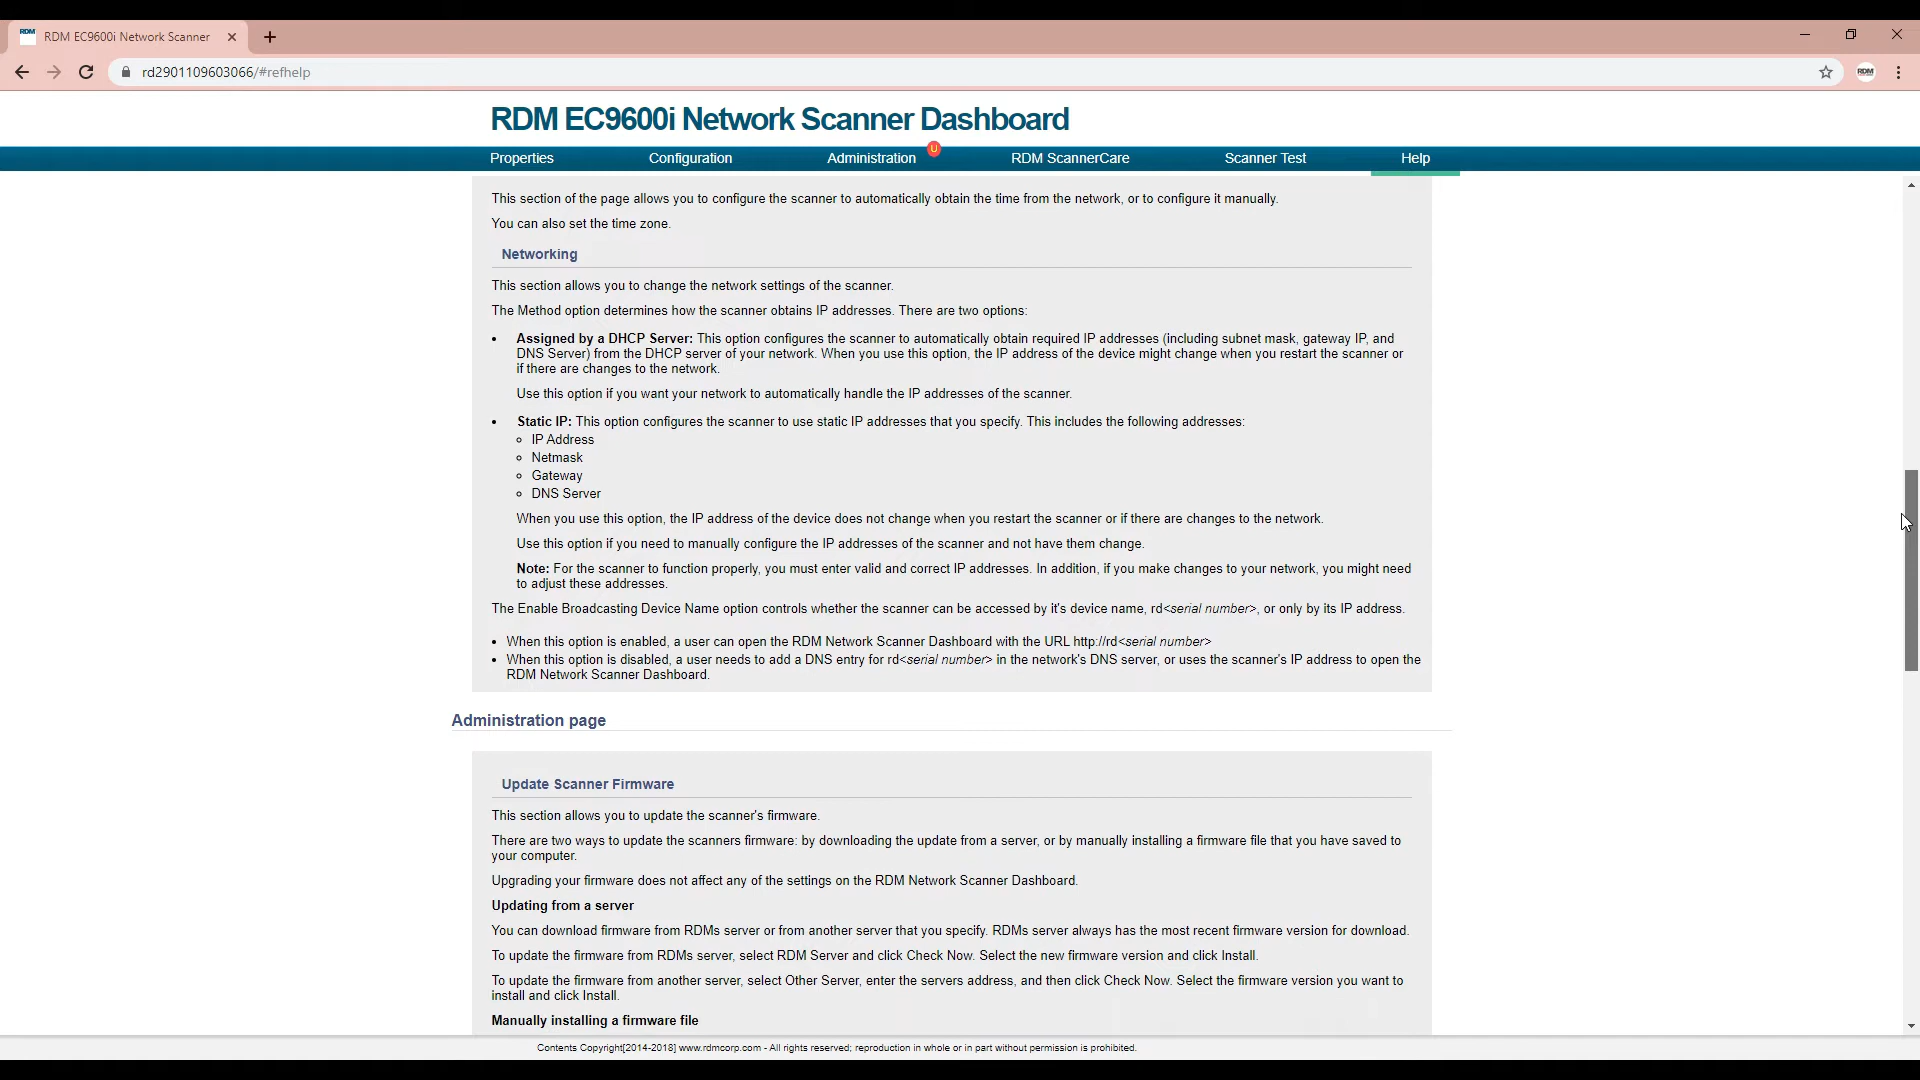 RDM
RDM EC9600i Network Scanner
rd2901109603066/#refhelp
RDM
RDM EC9600i Network Scanner Dashboard
Properties
Configuration
Administration
U
RDM ScannerCare
Scanner Test
Help
This section of the page allows you to configure the scanner to automatically obtain the time from the network, or to configure it manually.
You can also set the time zone.
Networking
This section allows you to change the network settings of the scanner.
The Method option determines how the scanner obtains IP addresses. There are two options:
• Assigned by a DHCP Server: This option configures the scanner to automatically obtain required IP addresses (including subnet mask, gateway IP, and
DNS Server) from the DHCP server of your network. When you use this option, the IP address of the device might change when you restart the scanner or
if there are changes to the network.
Use this option if you want your network to automatically handle the IP addresses of the scanner.
• Static IP: This option configures the scanner to use static IP addresses that you specify. This includes the following addresses:
IP Address
Netmask
Gateway
DNS Server
When you use this option, the IP address of the device does not change when you restart the scanner or if there are changes to the network.
Use this option if you need to manually configure the IP addresses of the scanner and not have them change.
Note: For the scanner to function properly, you must enter valid and correct IP addresses. In addition, if you make changes to your network, you might need
to adjust these addresses.
The Enable Broadcasting Device Name option controls whether the scanner can be accessed by it's device name, rd<serial number>, or only by its IP address.
• When this option is enabled, a user can open the RDM Network Scanner Dashboard with the URL http://rd<serial number>
• When this option is disabled, a user needs to add a DNS entry for rd<serial number> in the network's DNS server, or uses the scanner's IP address to open the
RDM Network Scanner Dashboard.
Administration page
Update Scanner Firmware
This section allows you to update the scanner's firmware.
There are two ways to update the scanners firmware: by downloading the update from a server, or by manually installing a firmware file that you have saved to
your computer.
Upgrading your firmware does not affect any of the settings on the RDM Network Scanner Dashboard.
Updating from a server
You can download firmware from RDMs server or from another server that you specify. RDMs server always has the most recent firmware version for download.
To update the firmware from RDMs server, select RDM Server and click Check Now. Select the new firmware version and click Install.
To update the firmware from another server, select Other Server, enter the servers address, and then click Check Now. Select the firmware version you want to
install and click Install.
Manually installing a firmware file
Contents Copyright[2014-2018] www.rdmcorp.com - All rights reserved; reproduction in whole or in part without permission is prohibited.